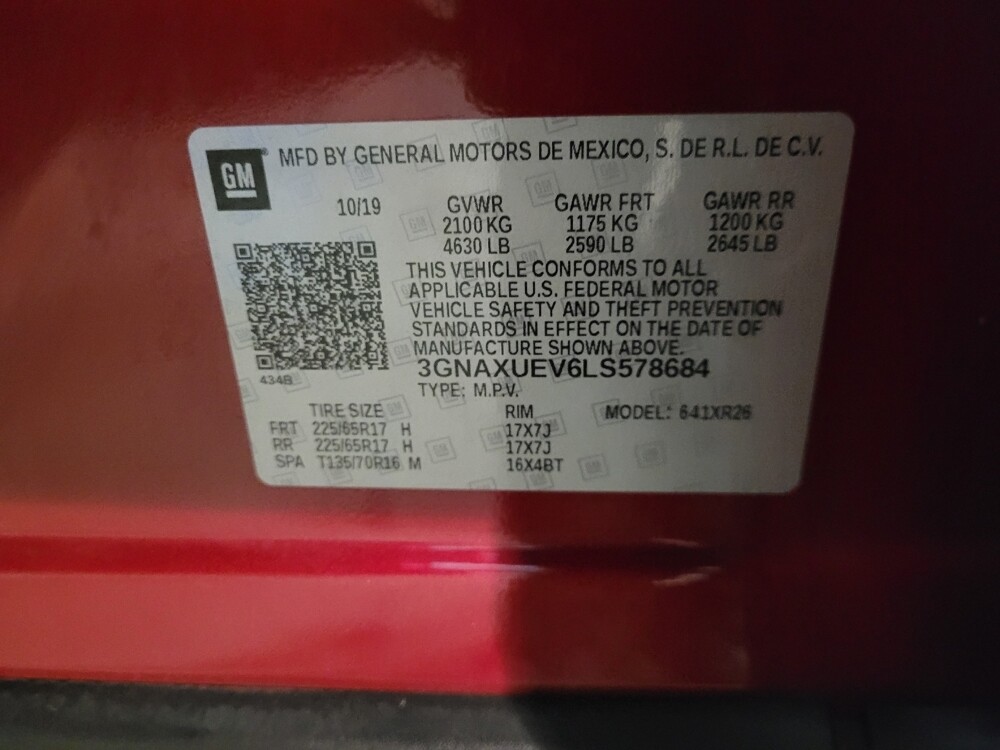 GM
MFD BY GENERAL MOTORS DE MEXICO, S. DE R.L. DE C.V.
10/19 GVWR GAWR FRT GAWR RR
2100 KG 1175 KG 1200 KG
4630 LB 2590 LB 2645 LB
THIS VEHICLE CONFORMS TO ALL
APPLICABLE U.S. FEDERAL MOTOR
VEHICLE SAFETY AND THEFT PREVENTION
STANDARDS IN EFFECT ON THE DATE OF
MANUFACTURE SHOWN ABOVE.
3GNAXUEV6LS578684
434B
TYPE: M.P.V.
TIRE SIZE RIM MODEL: 641XR26
FRT 225/65R17 H 17X7J
RR 225/65R17 H 17X7J
SPA T135/70R16 M 16X4BT